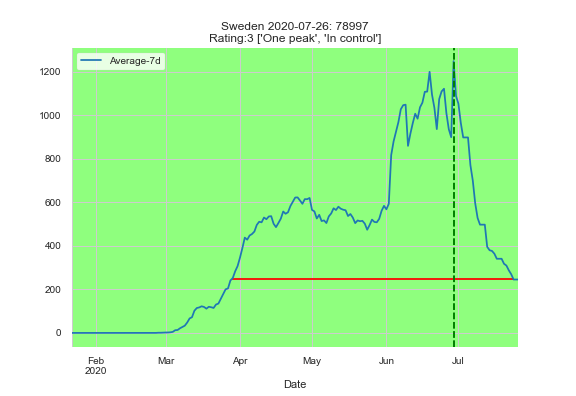 Sweden 2020-07-26: 78997
Rating:3 ['One peak', 'In control']
Average-7d
1200
1000
800
600
400
200
0
Feb Mar Apr May Jun Jul
2020
Date